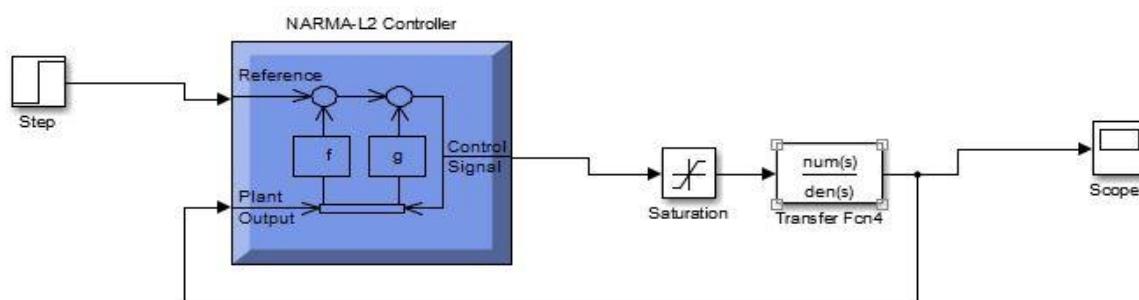 NARMA-L2 Controller
Step
Reference
f
g
Control
Signal
Plant
Output
Saturation
num(s)
den(s)
Transfer Fcn4
Scope